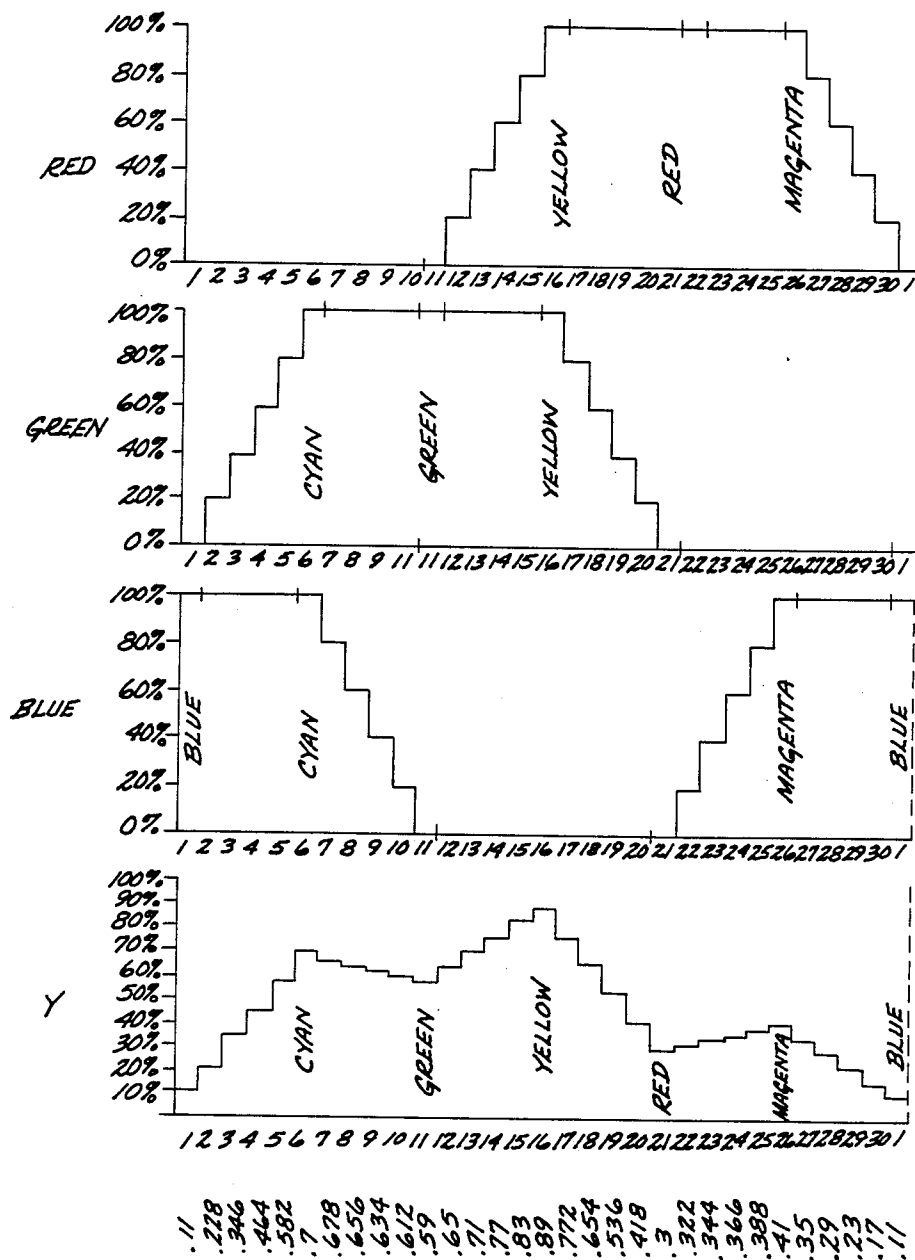 100%
80%
60%
RED 40%
20%
0%
YELLOW
RED
MAGENTA
1 2 3 4 5 6 7 8 9 10 11 12 13 14 15 16 17 18 19 20 21 22 23 24 25 26 27 28 29 30 1
100%
80%
60%
GREEN 40%
20%
0%
CYAN
GREEN
YELLOW
1 2 3 4 5 6 7 8 9 10 11 12 13 14 15 16 17 18 19 20 21 22 23 24 25 26 27 28 29 30 1
100%
80%
60%
BLUE 40%
20%
0%
BLUE
CYAN
MAGENTA
BLUE
1 2 3 4 5 6 7 8 9 10 11 12 13 14 15 16 17 18 19 20 21 22 23 24 25 26 27 28 29 30 1
100%
90%
80%
70%
60%
Y 50%
40%
30%
20%
10%
CYAN
GREEN
YELLOW
RED
MAGENTA
BLUE
1 2 3 4 5 6 7 8 9 10 11 12 13 14 15 16 17 18 19 20 21 22 23 24 25 26 27 28 29 30 1
.11
.228
.346
.464
.582
.7
.678
.656
.634
.612
.59
.65
.71
.77
.83
.89
.772
.654
.536
.418
.3
.322
.344
.366
.388
.41
.35
.29
.23
.17
.11